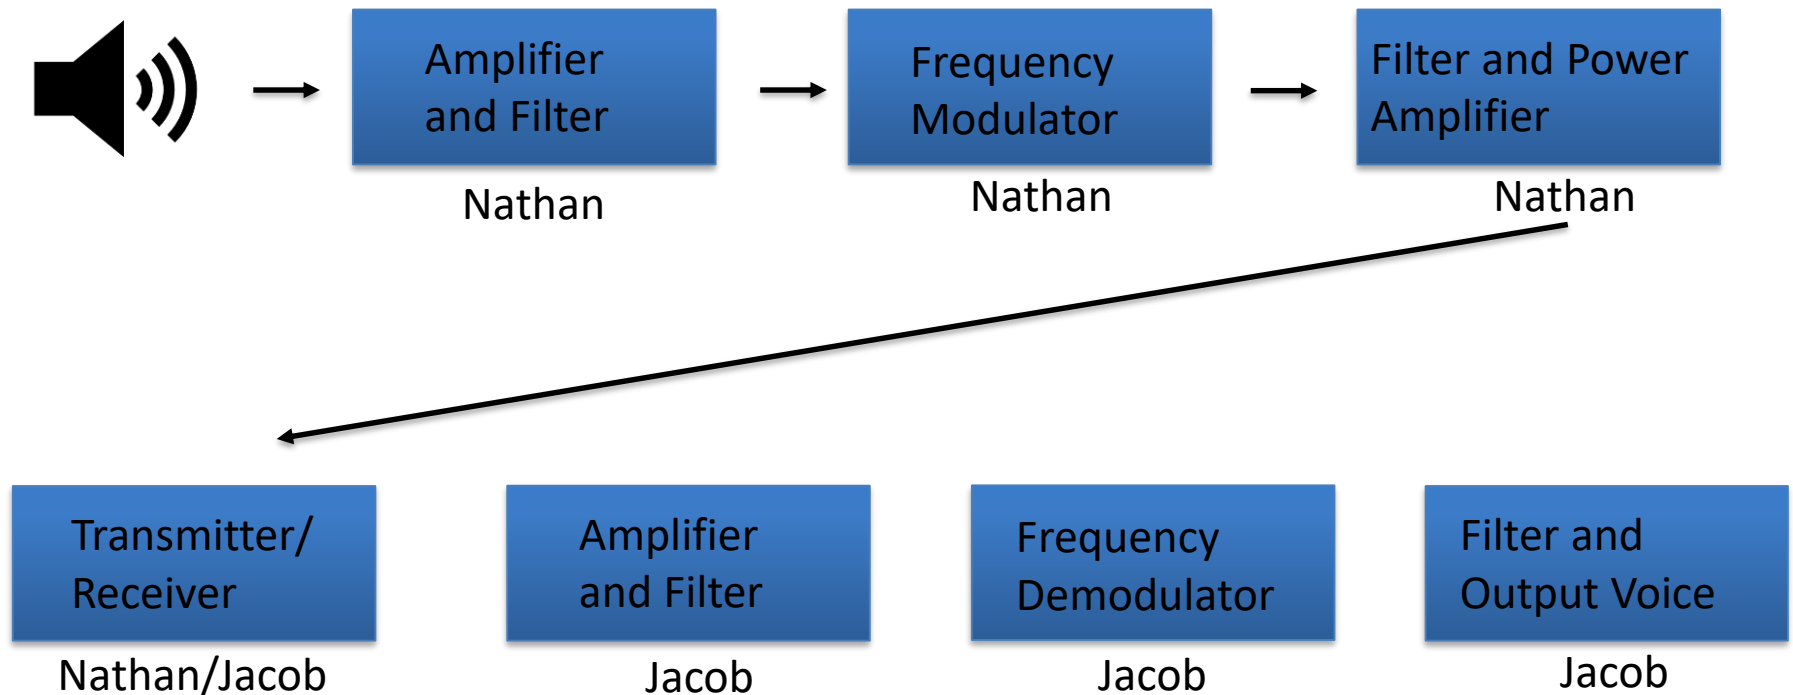 Amplifier
and Filter
Nathan
Frequency
Modulator
Nathan
Filter and Power
Amplifier
Nathan
Transmitter/
Receiver
Nathan/Jacob
Amplifier
and Filter
Jacob
Frequency
Demodulator
Jacob
Filter and
Output Voice
Jacob